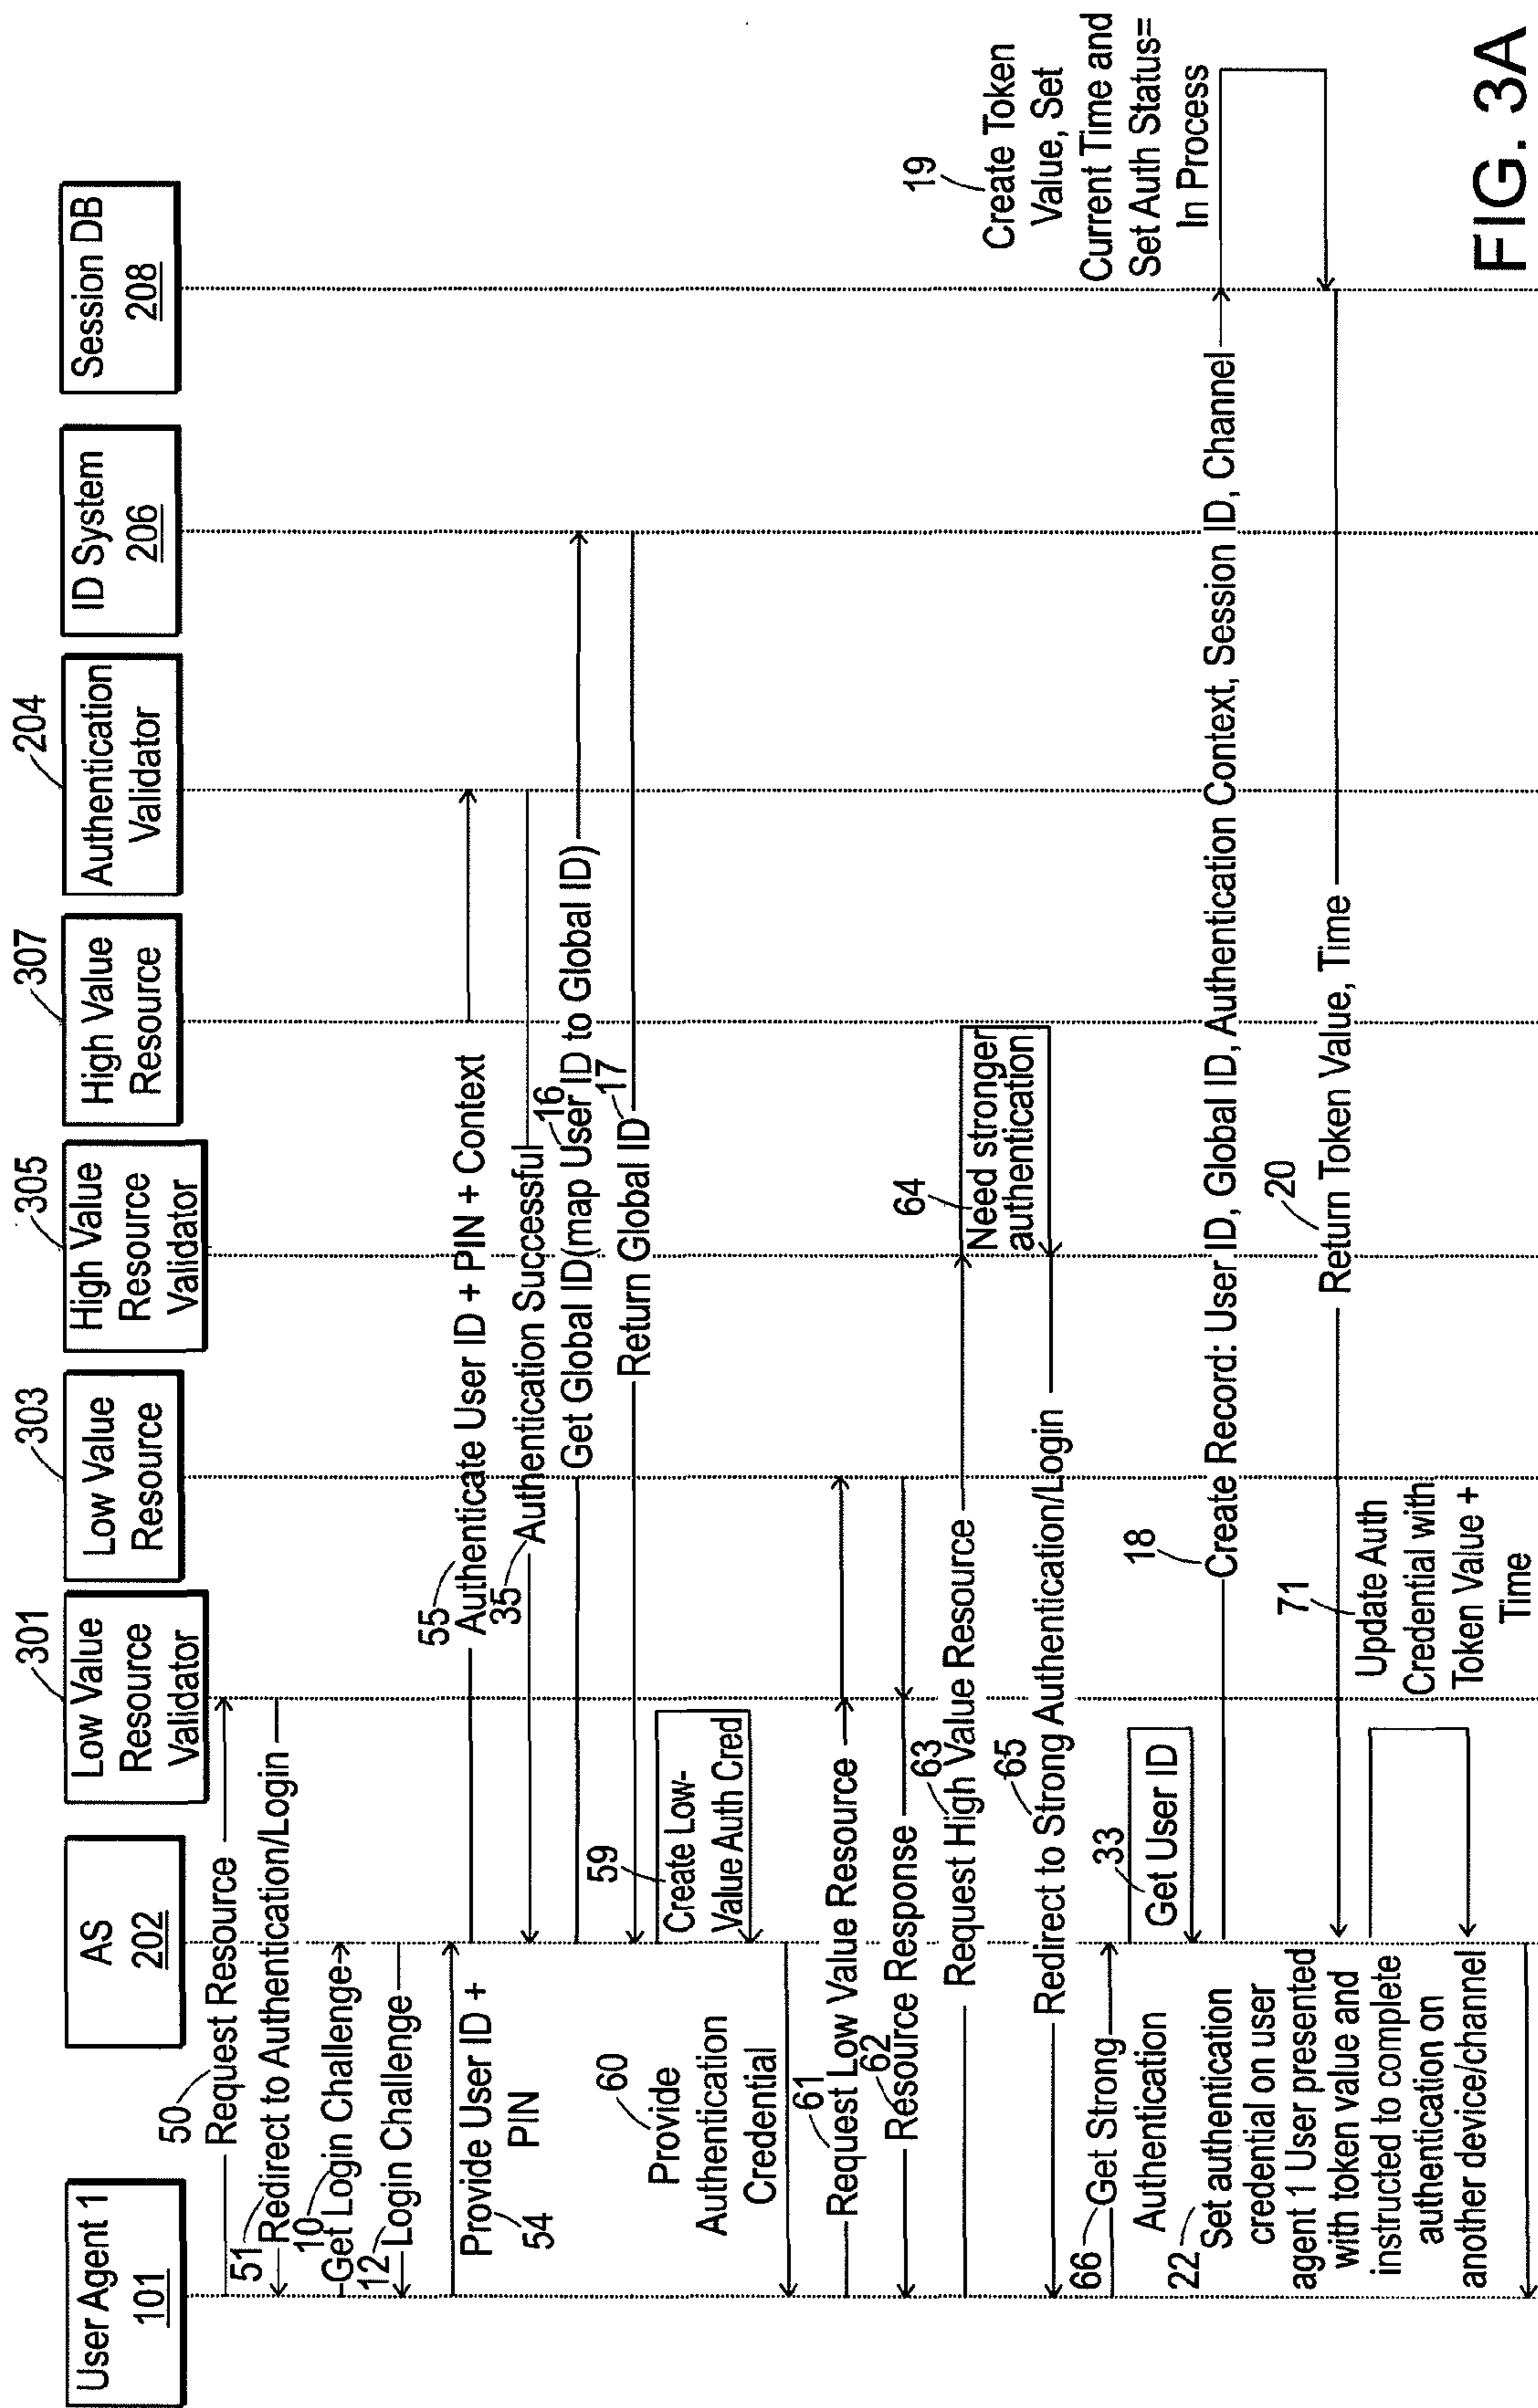 User Agent 1
101
AS
202
301
Low Value
Resource
Validator
303
Low Value
Resource
305
High Value
Resource
Validator
307
High Value
Resource
204
Authentication
Validator
ID System
206
Session DB
208
50
Request Resource
51
Redirect to Authentication/Login
10
Get Login Challenge
12
Login Challenge
Provide User ID +
PIN
54
55
Authenticate User ID + PIN + Context
35
Authentication Successful
16
Get Global ID(map User ID to Global ID)
17
Return Global ID
59
Create Low-
Value Auth Cred
60
Provide
Authentication
Credential
61
Request Low Value Resource
62
Resource Response
63
Request High Value Resource
64
Need stronger
authentication
65
Redirect to Strong Authentication/Login
66
Get Strong
Authentication
33
Get User ID
18
Create Record: User ID, Global ID, Authentication Context, Session ID, Channel
19
Create Token
Value, Set
Current Time and
Set Auth Status=
In Process
20
Return Token Value, Time
71
Update Auth
Credential with
Token Value +
Time
22
Set authentication
credential on user
agent 1 User presented
with token value and
instructed to complete
authentication on
another device/channel
FIG. 3A